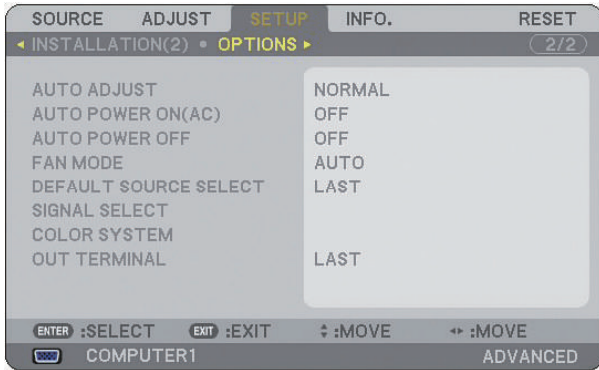 SOURCE ADJUST SETUP INFO. RESET
INSTALLATION(2) • OPTIONS 2/2
AUTO ADJUST NORMAL
AUTO POWER ON(AC) OFF
AUTO POWER OFF OFF
FAN MODE AUTO
DEFAULT SOURCE SELECT LAST
SIGNAL SELECT
COLOR SYSTEM
OUT TERMINAL LAST
ENTER :SELECT EXIT :EXIT :MOVE :MOVE
COMPUTER1 ADVANCED